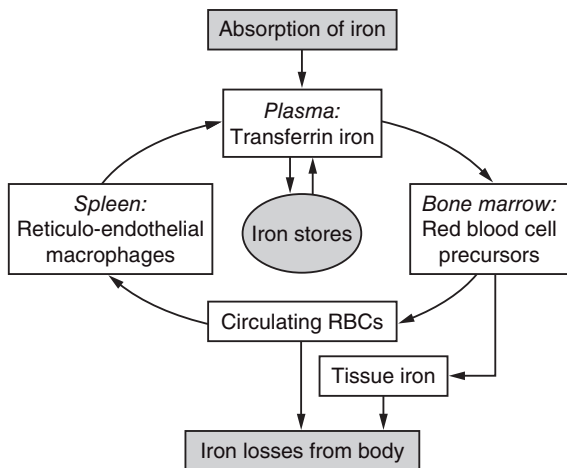 Absorption of iron
Plasma:
Transferrin iron
Spleen:
Reticulo-endothelial
macrophages
Iron stores
Bone marrow:
Red blood cell
precursors
Circulating RBCs
Tissue iron
Iron losses from body